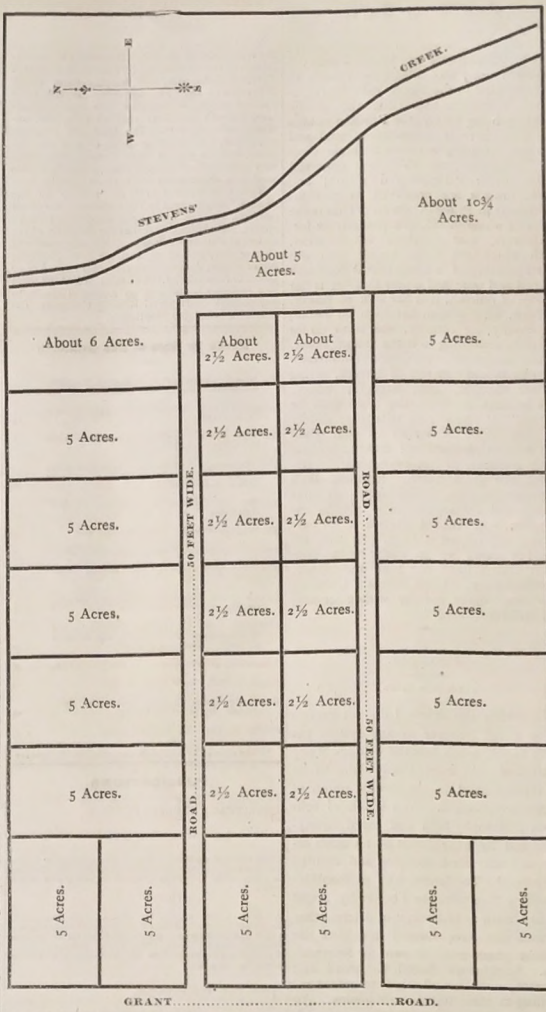 E
N
S
W
CREEK.
STEVENS'
About 10¾
Acres.
About 5
Acres.
About 6 Acres.
About
2½ Acres.
About
2½ Acres.
5 Acres.
5 Acres.
2½ Acres.
2½ Acres.
5 Acres.
5 Acres.
2½ Acres.
2½ Acres.
5 Acres.
5 Acres.
2½ Acres.
2½ Acres.
5 Acres.
5 Acres.
2½ Acres.
2½ Acres.
5 Acres.
5 Acres.
2½ Acres.
2½ Acres.
5 Acres.
ROAD..........50 FEET WIDE.
ROAD..........50 FEET WIDE.
5 Acres.
5 Acres.
5 Acres.
5 Acres.
5 Acres.
5 Acres.
GRANT..........ROAD.